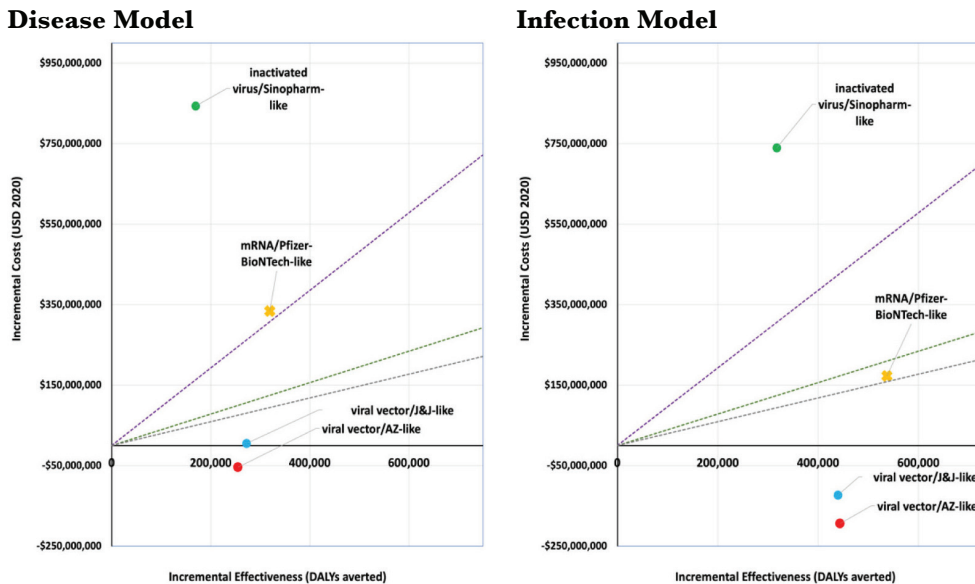 Disease Model
$950,000,000
$750,000,000
$550,000,000
$350,000,000
$150,000,000
-$50,000,000
-$250,000,000
Incremental Costs (USD 2020)
inactivated
virus/Sinopharm-
like
mRNA/Pfizer-
BioNTech-like
viral vector/J&J-like
viral vector/AZ-like
0
200,000
400,000
600,000
Incremental Effectiveness (DALYs averted)
Infection Model
$950,000,000
$750,000,000
$550,000,000
$350,000,000
$150,000,000
-$50,000,000
-$250,000,000
Incremental Costs (USD 2020)
inactivated
virus/Sinopharm-
like
mRNA/Pfizer-
BioNTech-like
0
200,000
400,000
600,000
viral vector/J&J-like
viral vector/AZ-like
Incremental Effectiveness (DALYs averted)